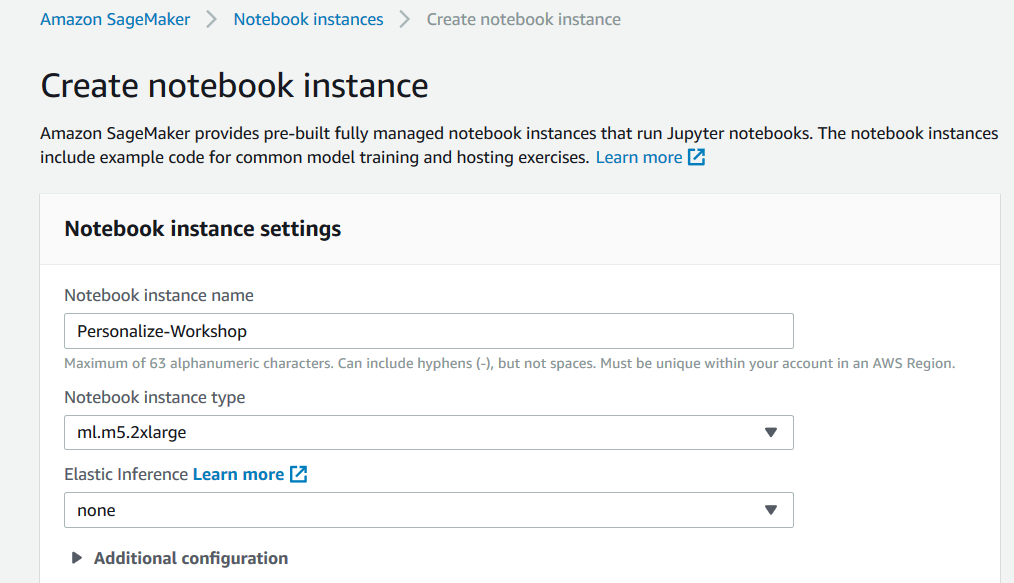 Amazon SageMaker > Notebook instances > Create notebook instance
Create notebook instance
Amazon SageMaker provides pre-built fully managed notebook instances that run Jupyter notebooks. The notebook instances
include example code for common model training and hosting exercises. Learn more
Notebook instance settings
Notebook instance name
Personalize-Workshop
Maximum of 63 alphanumeric characters. Can include hyphens (-), but not spaces. Must be unique within your account in an AWS Region.
Notebook instance type
ml.m5.2xlarge
Elastic Inference Learn more
none
Additional configuration